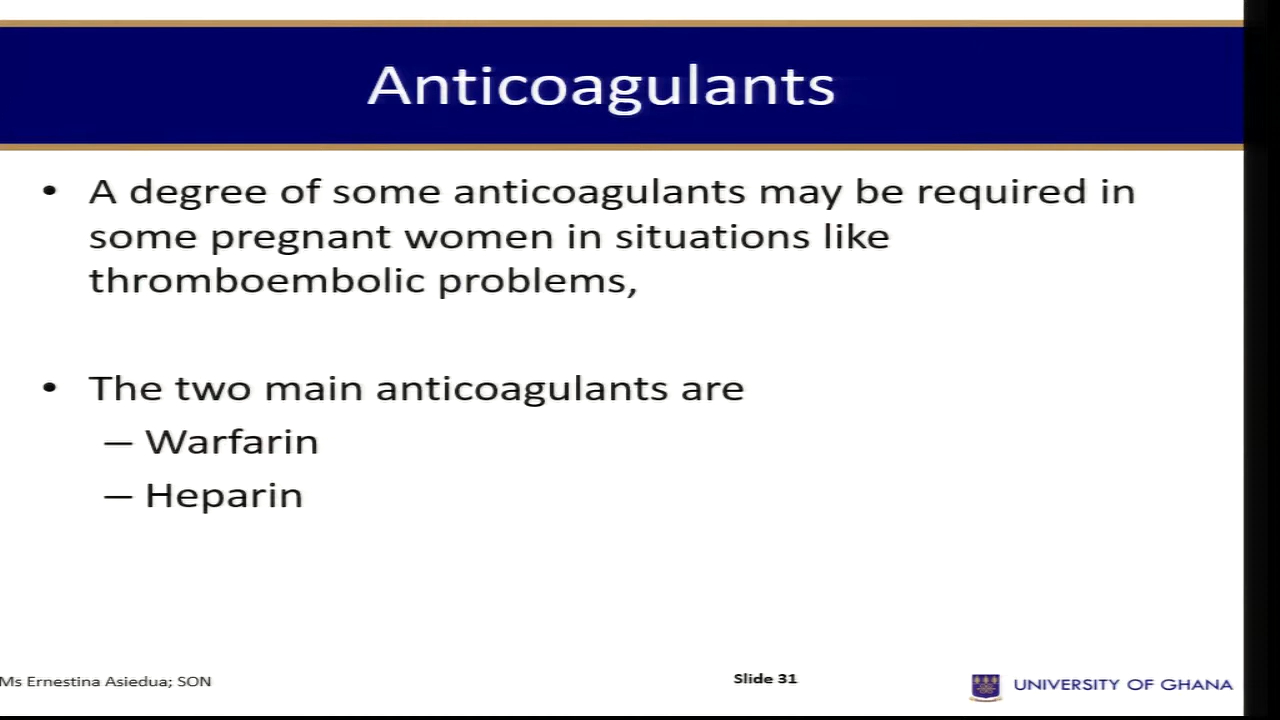 Anticoagulants
• A degree of some anticoagulants may be required in
some pregnant women in situations like
thromboembolic problems,
• The two main anticoagulants are
– Warfarin
– Heparin
Ms Ernestina Asiedua; SON
Slide 31
UNIVERSITY OF GHANA